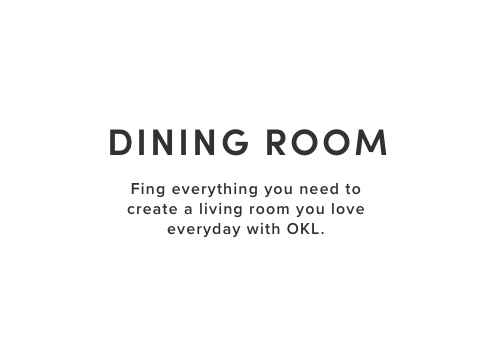 DINING ROOM
Fing everything you need to
create a living room you love
everyday with OKL.